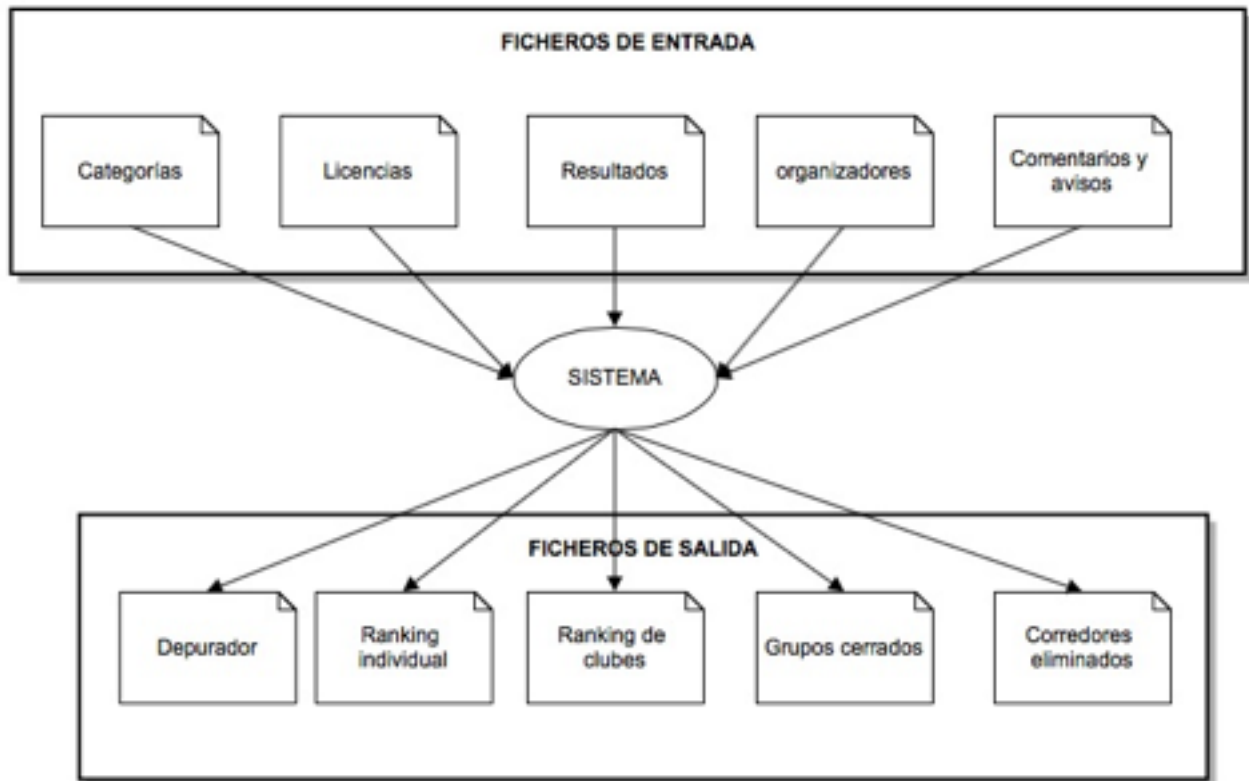 FICHEROS DE ENTRADA
Categorías
Licencias
Resultados
organizadores
Comentarios y
avisos
SISTEMA
FICHEROS DE SALIDA
Depurador
Ranking
individual
Ranking de
clubes
Grupos cerrados
Corredores
eliminados